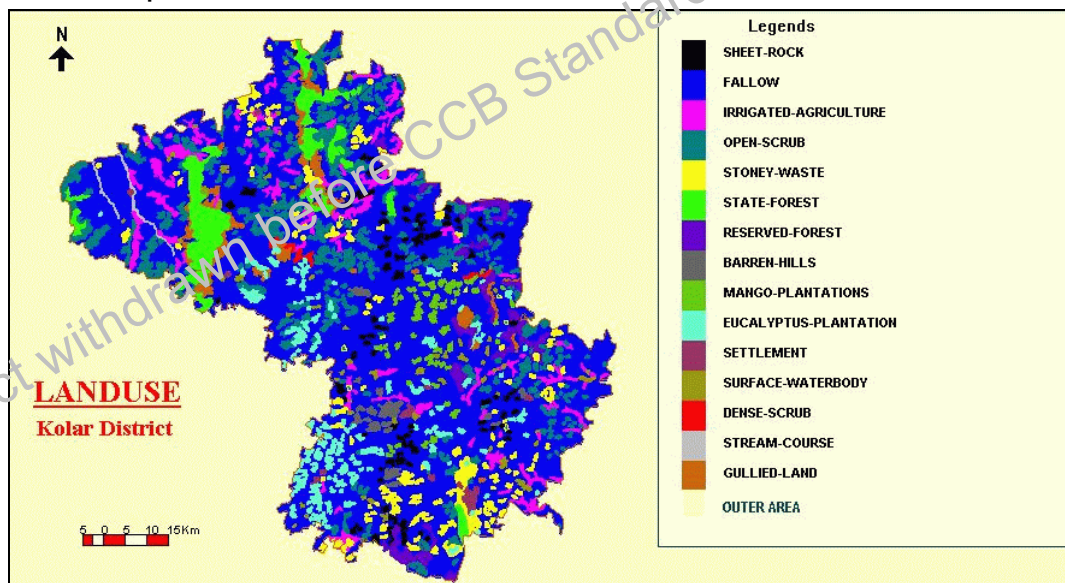 N
LANDUSE
Kolar District
5 0 5 10 15Km
Legends
SHEET-ROCK
FALLOW
IRRIGATED-AGRICULTURE
OPEN-SCRUB
STONEY-WASTE
STATE-FOREST
RESERVED-FOREST
BARREN-HILLS
MANGO-PLANTATIONS
EUCALYPTUS-PLANTATION
SETTLEMENT
SURFACE-WATERBODY
DENSE-SCRUB
STREAM-COURSE
GULLIED-LAND
OUTER AREA
withdrawn before CCB